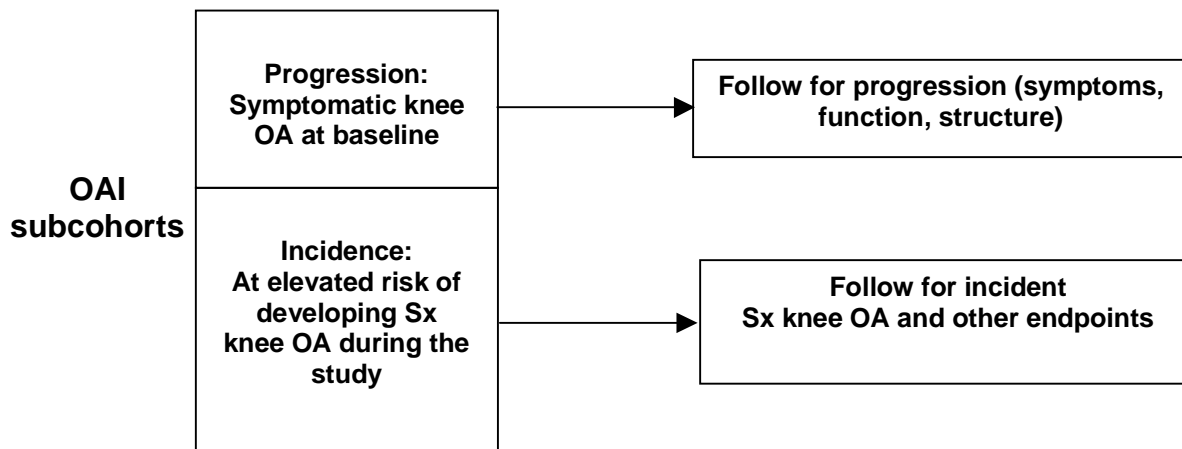 OAI
subcohorts
Progression:
Symptomatic knee
OA at baseline
Follow for progression (symptoms,
function, structure)
Incidence:
At elevated risk of
developing Sx
knee OA during the
study
Follow for incident
Sx knee OA and other endpoints